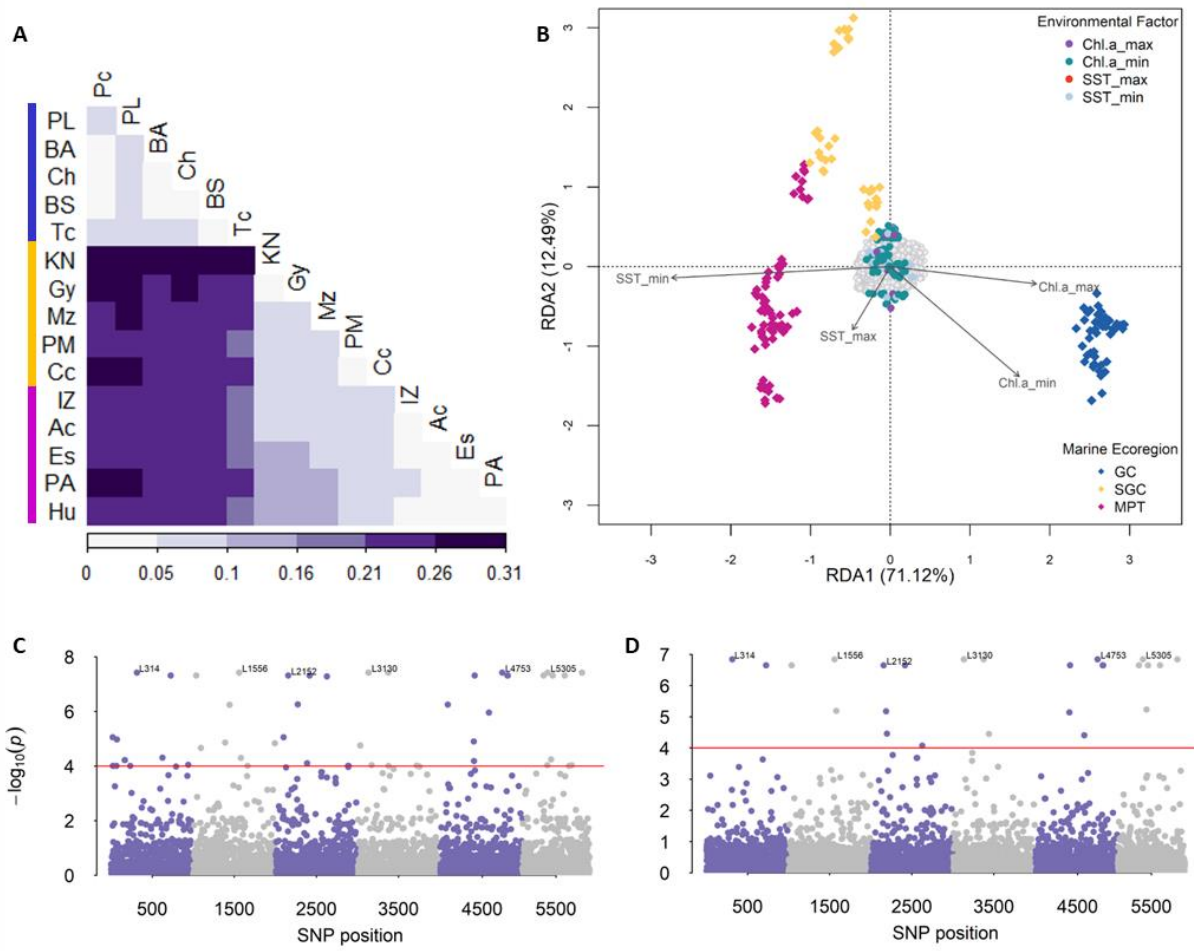 A
Pc
PL
BA
Ch
BS
Tc
KN
Gy
Mz
PM
Cc
IZ
Ac
Es
PA
PL
BA
Ch
BS
Tc
KN
Gy
Mz
PM
Cc
IZ
Ac
Es
PA
Hu
0 0.05 0.1 0.16 0.21 0.26 0.31
B
Environmental Factor
Chl.a_max
Chl.a_min
SST_max
SST_min
3
2
1
0
-1
-2
-3
RDA2 (12.49%)
SST_min
Chl.a_max
SST_max
Chl.a_min
Marine Ecoregion
GC
SGC
MPT
-3 -2 -1 0 1 2 3
RDA1 (71.12%)
C
8
6
4
2
0
−log10(p)
L314 L1556 L2152 L3130 L4753 L5305
500 1500 2500 3500 4500 5500
SNP position
D
7
6
5
4
3
2
1
0
L314 L1556 L2152 L3130 L4753 L5305
500 1500 2500 3500 4500 5500
SNP position